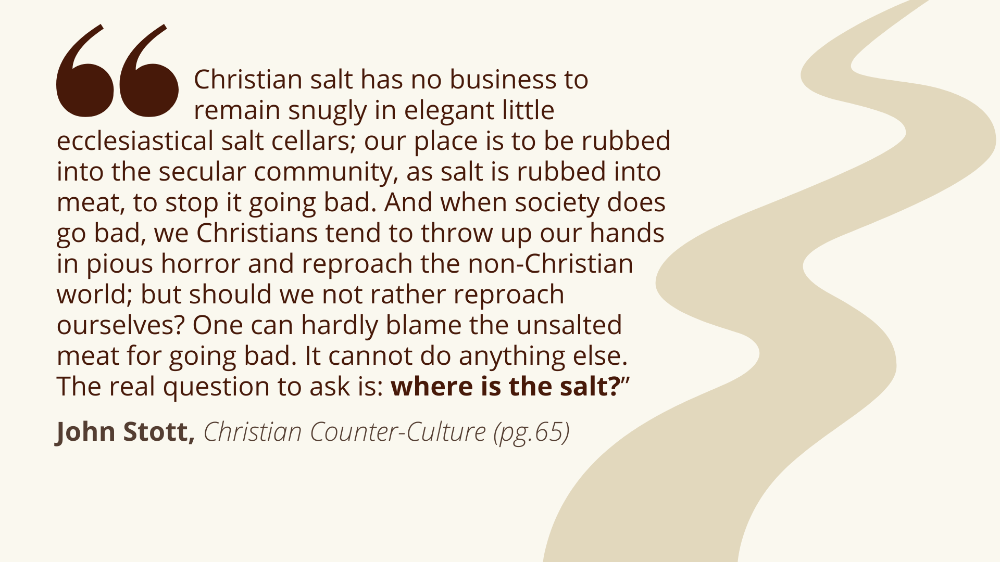 “Christian salt has no business to
remain snugly in elegant little
ecclesiastical salt cellars; our place is to be rubbed
into the secular community, as salt is rubbed into
meat, to stop it going bad. And when society does
go bad, we Christians tend to throw up our hands
in pious horror and reproach the non-Christian
world; but should we not rather reproach
ourselves? One can hardly blame the unsalted
meat for going bad. It cannot do anything else.
The real question to ask is: where is the salt?”
John Stott, Christian Counter-Culture (pg.65)